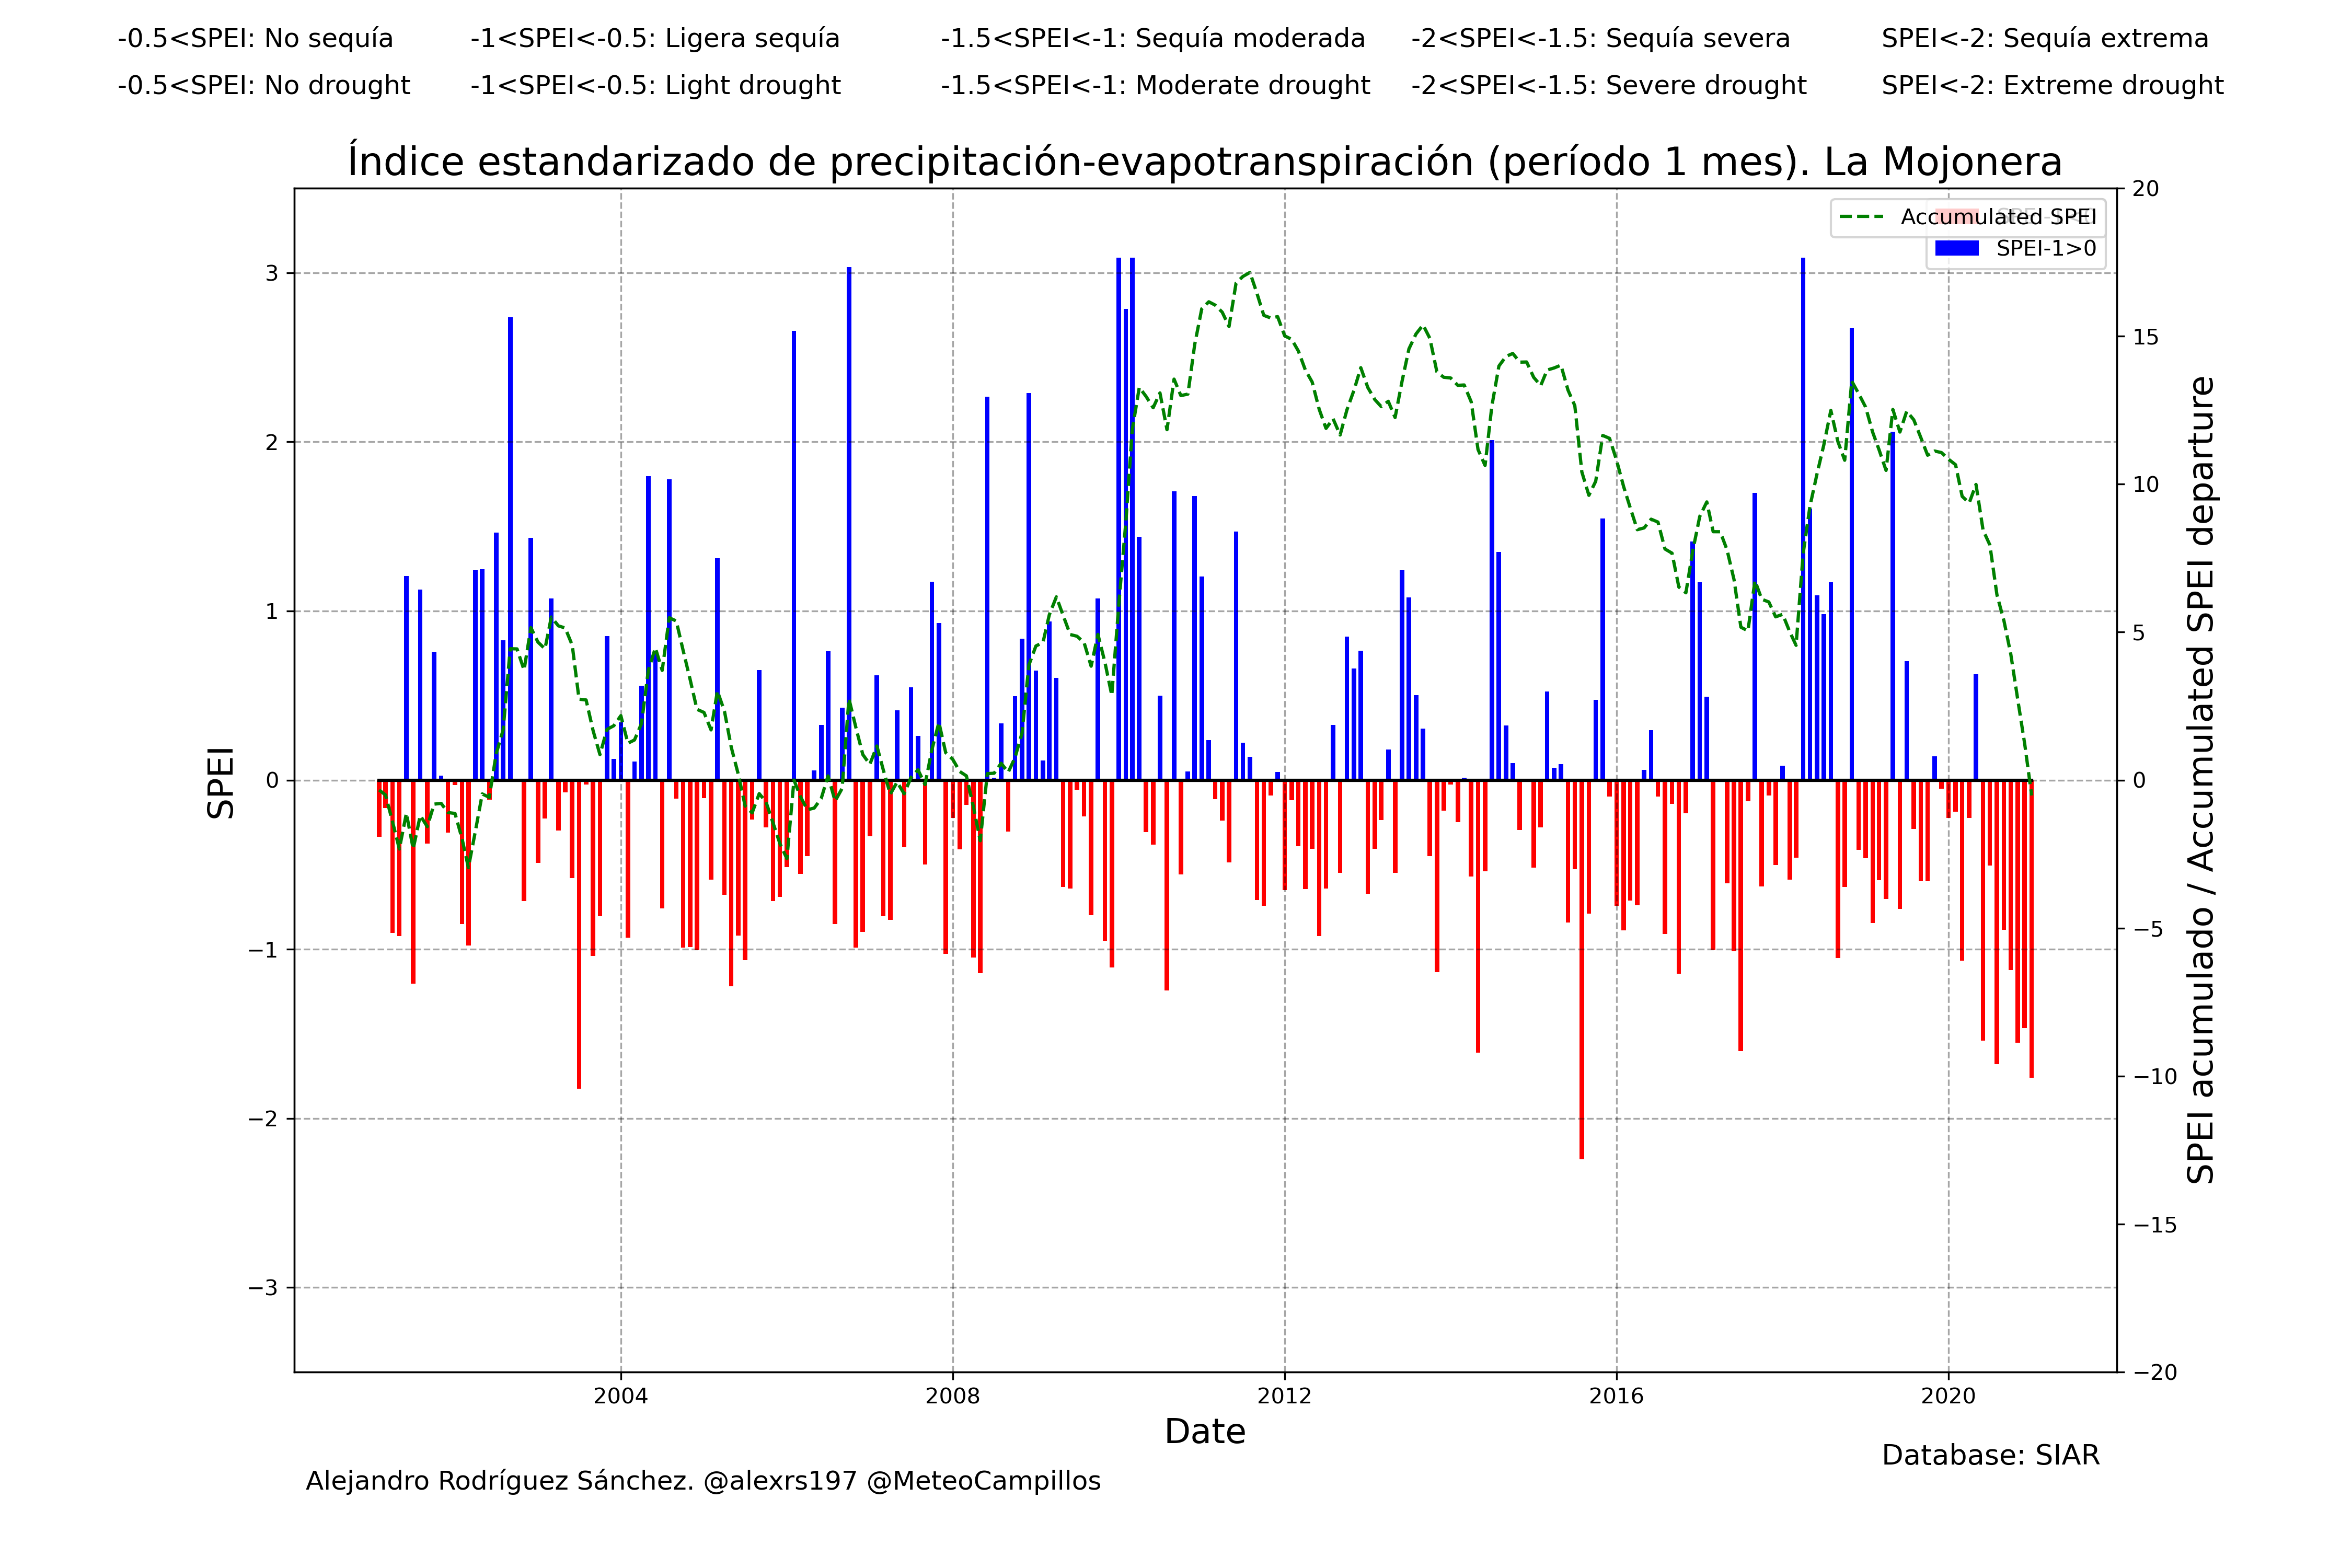 -0.5<SPEI: No sequía -1<SPEI<-0.5: Ligera sequía -1.5<SPEI<-1: Sequía moderada -2<SPEI<-1.5: Sequía severa SPEI<-2: Sequía extrema
-0.5<SPEI: No drought -1<SPEI<-0.5: Light drought -1.5<SPEI<-1: Moderate drought -2<SPEI<-1.5: Severe drought SPEI<-2: Extreme drought
Índice estandarizado de precipitación-evapotranspiración (período 1 mes). La Mojonera
Accumulated SPEI
SPEI-1>0
SPEI
3
2
1
0
−1
−2
−3
20
15
10
5
0
−5
−10
−15
−20
SPEI acumulado / Accumulated SPEI departure
2004 2008 2012 2016 2020
Date
Database: SIAR
Alejandro Rodríguez Sánchez. @alexrs197 @MeteoCampillos